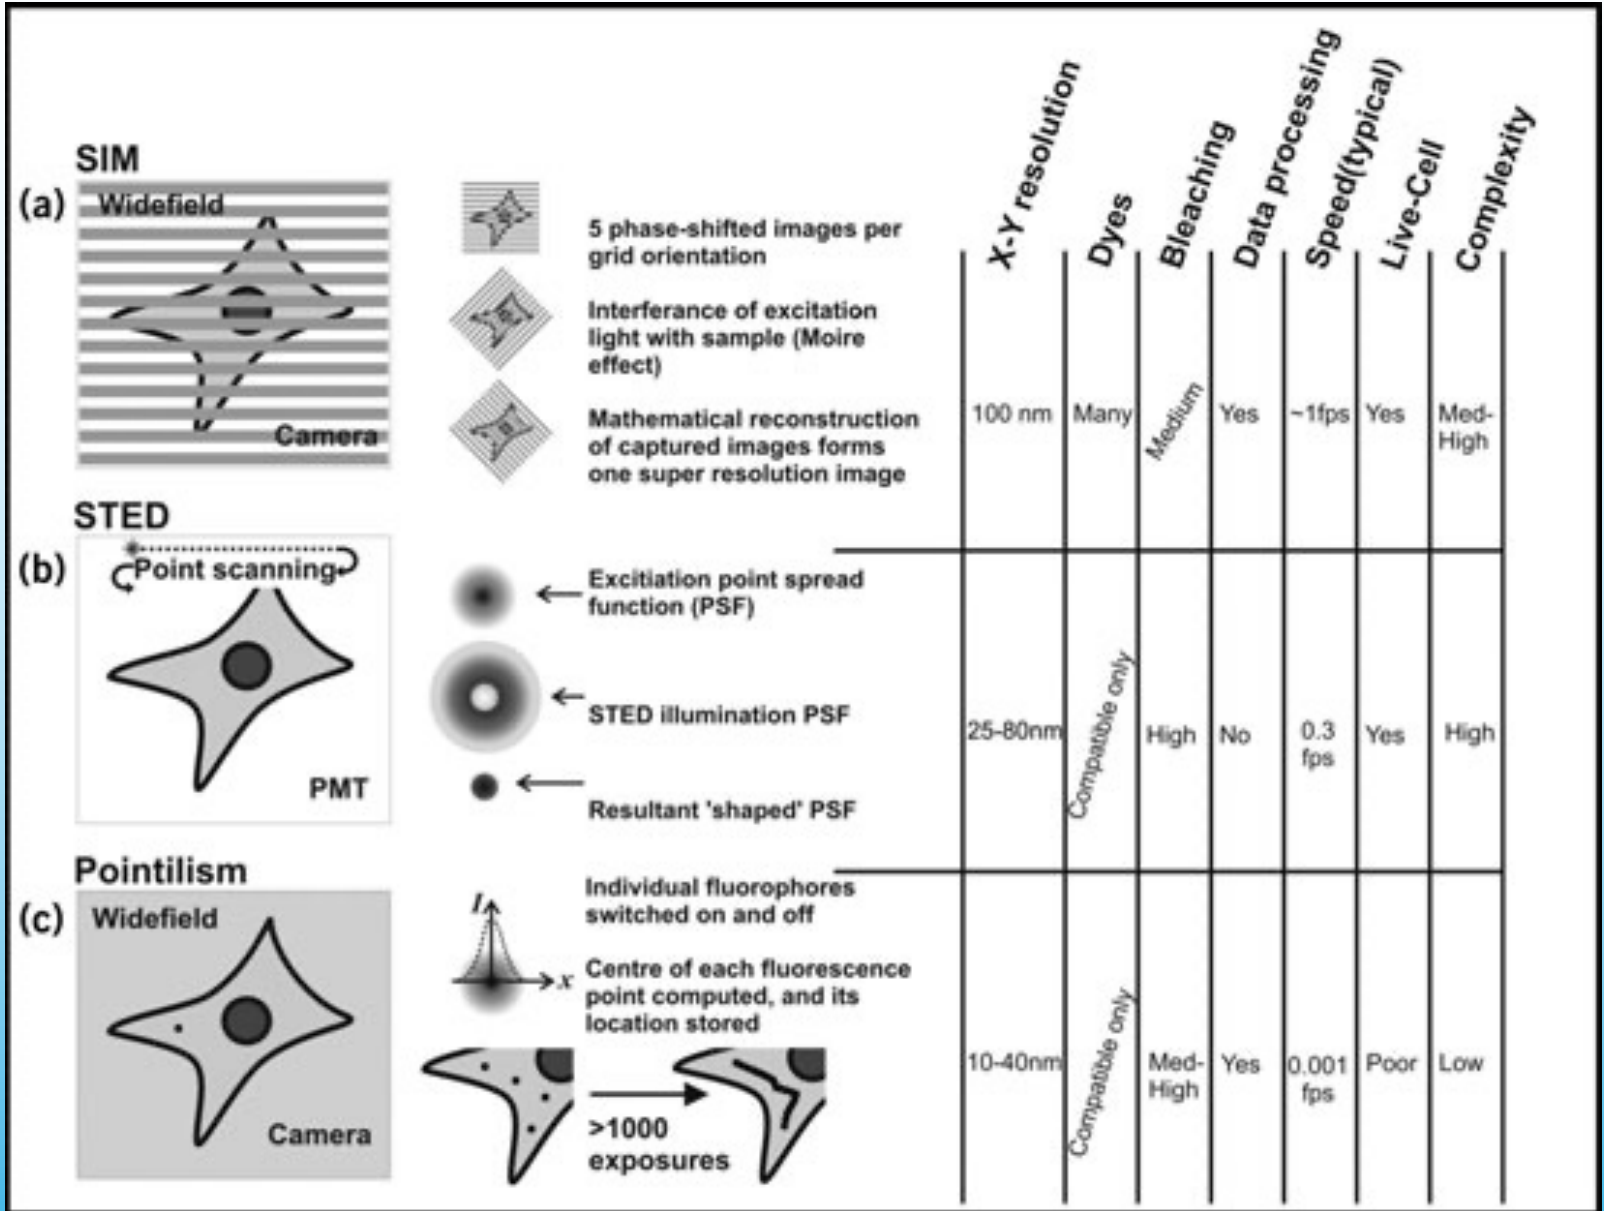 X-Y resolution
Dyes
Bleaching
Data processing
Speed(typical)
Live-Cell
Complexity
SIM
(a)
Widefield
Camera
5 phase-shifted images per
grid orientation
Interferance of excitation
light with sample (Moire
effect)
Mathematical reconstruction
of captured images forms
one super resolution image
100 nm
Many
Medium
Yes
~1fps
Yes
Med-
High
STED
(b)
Point scanning
PMT
Excitiation point spread
function (PSF)
STED illumination PSF
Resultant 'shaped' PSF
25-80nm
Compatible only
High
No
0.3
fps
Yes
High
Pointilism
(c)
Widefield
Camera
I
x
Individual fluorophores
switched on and off
Centre of each fluorescence
point computed, and its
location stored
>1000
exposures
10-40nm
Compatible only
Med-
High
Yes
0.001
fps
Poor
Low